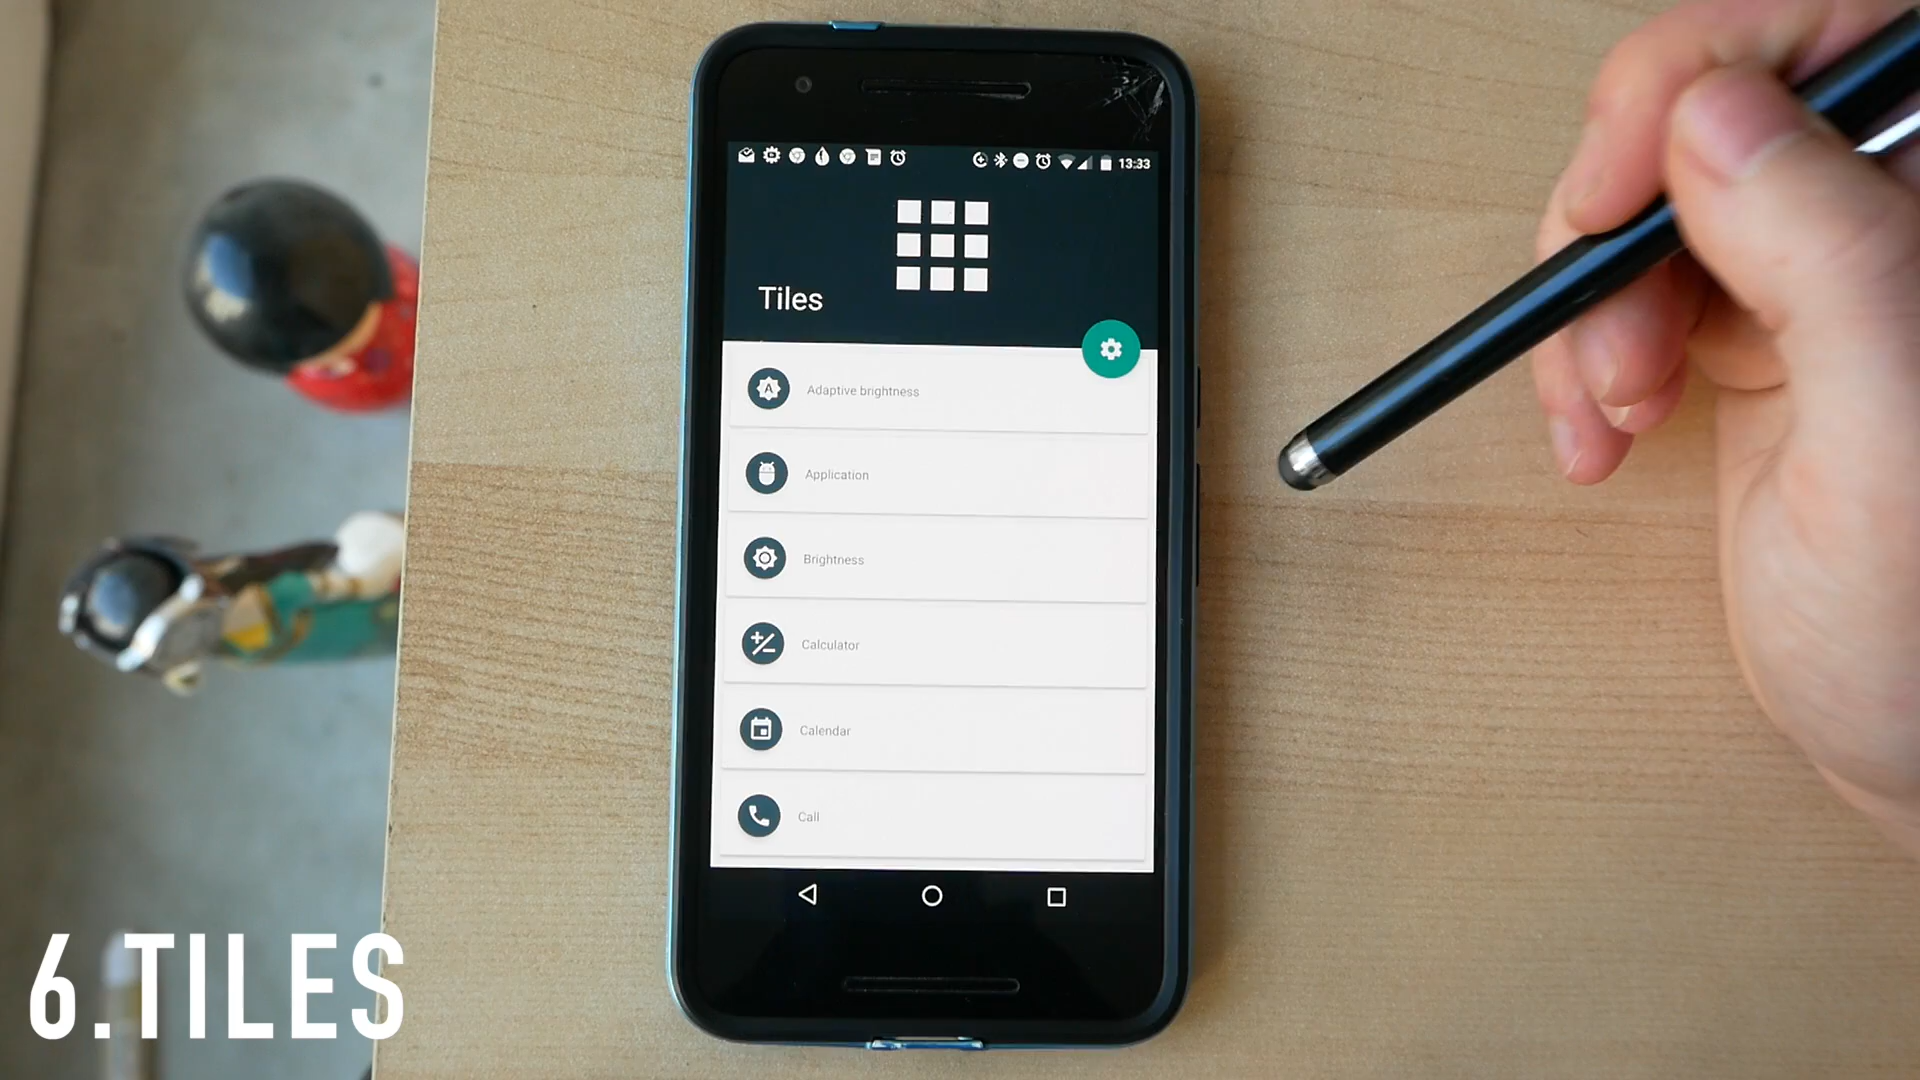 13:33
Tiles
Adaptive brightness
Application
Brightness
Calculator
Calendar
Call
6.TILES